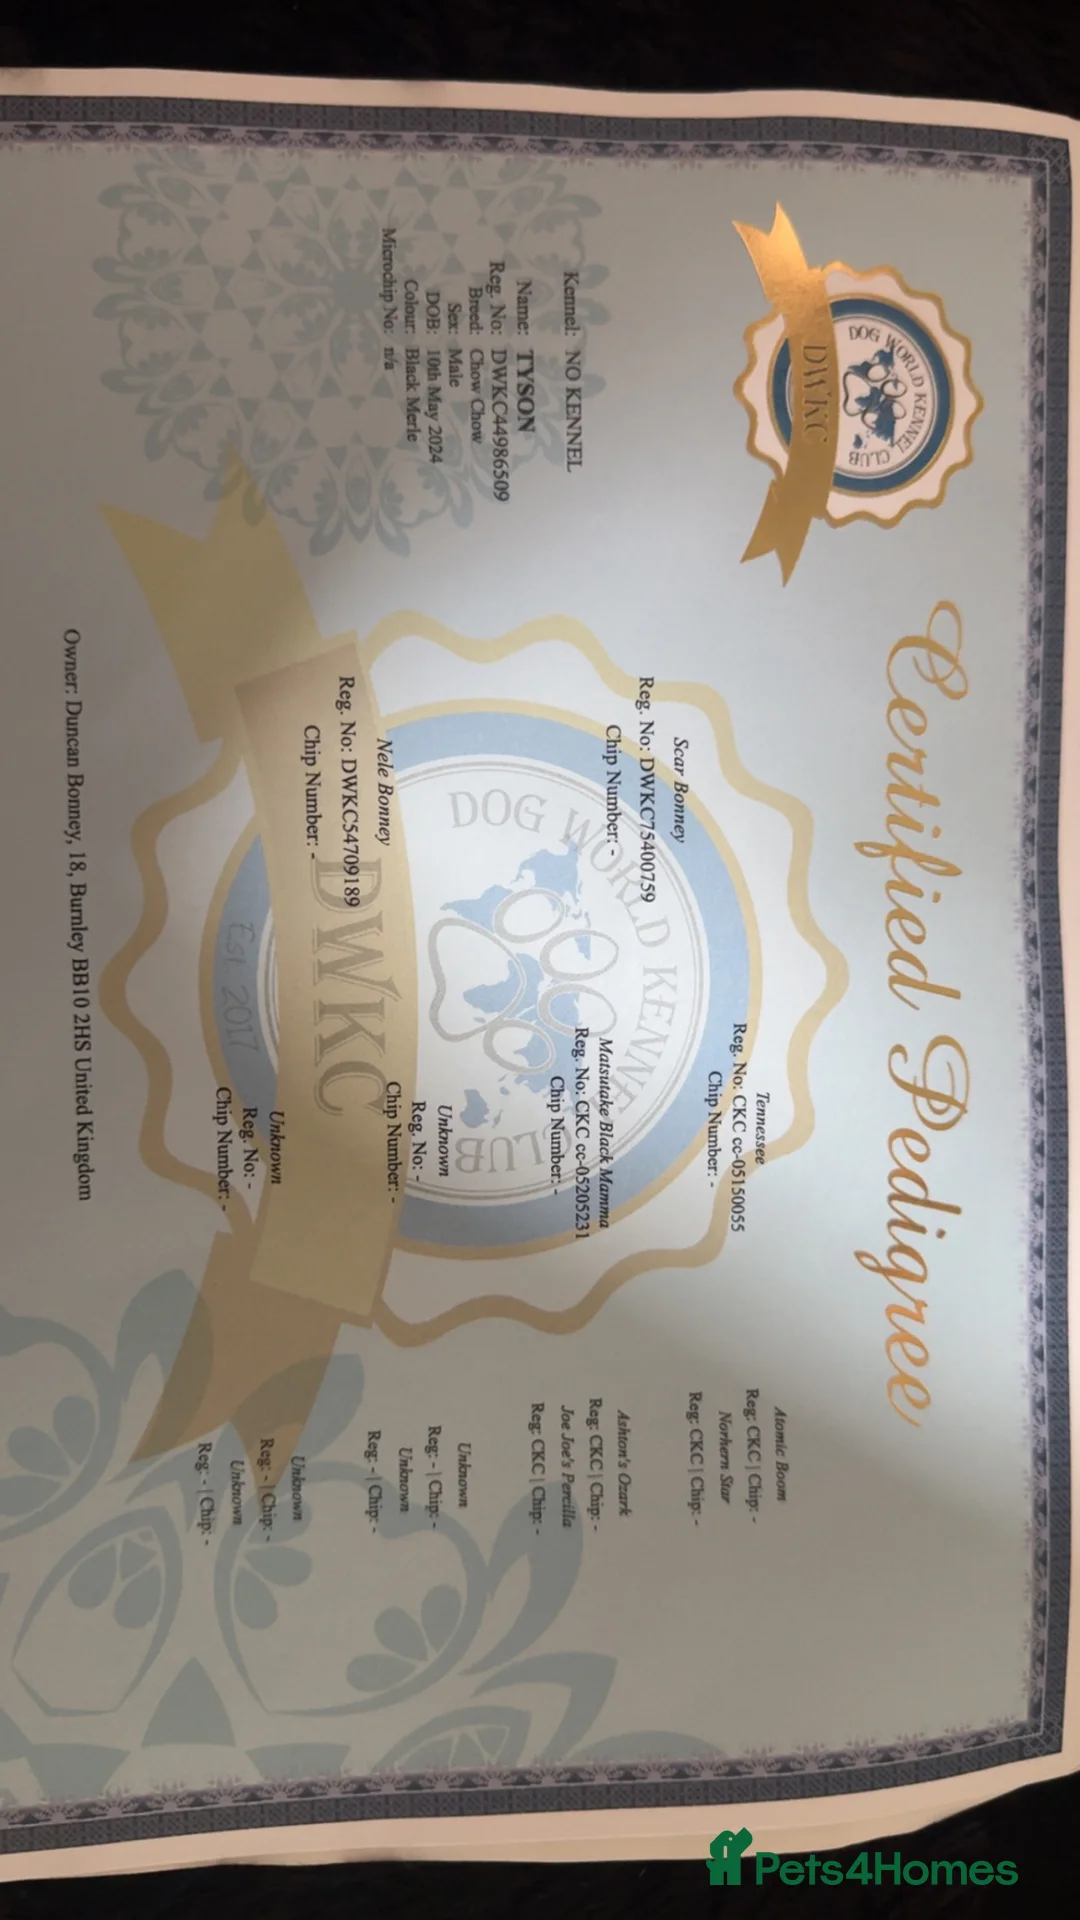 Certified Pedigree
DOG WORLD KENNEL CLUB
DWKC
Kennel: NO KENNEL
Name: TYSON
Reg. No: DWKC44986509
Breed: Chow Chow
Sex: Male
DOB: 10th May 2024
Colour: Black Merle
Microchip No: n/a
Scar Bonney
Reg. No: DWKC75400759
Chip Number: -
Nele Bonney
Reg. No: DWKC54709189
Chip Number: -
Tennessee
Reg. No: CKC cc-05150055
Chip Number: -
Matsutake Black Mamma
Reg. No: CKC cc-05205231
Chip Number: -
Unknown
Reg. No: -
Chip Number: -
Unknown
Reg. No: -
Chip Number: -
Atomic Boom
Reg: CKC | Chip: -
Norhern Star
Reg: CKC | Chip: -
Ashton's Ozark
Reg: CKC | Chip: -
Joe Joe's Percilla
Reg: CKC | Chip: -
Unknown
Reg: - | Chip: -
Unknown
Reg: - | Chip: -
Unknown
Reg: - | Chip: -
Unknown
Reg: - | Chip: -
DOG WORLD KENNEL CLUB
DWKC
Est. 2017
Owner: Duncan Bonney, 18, Burnley BB10 2HS United Kingdom
Pets4Homes